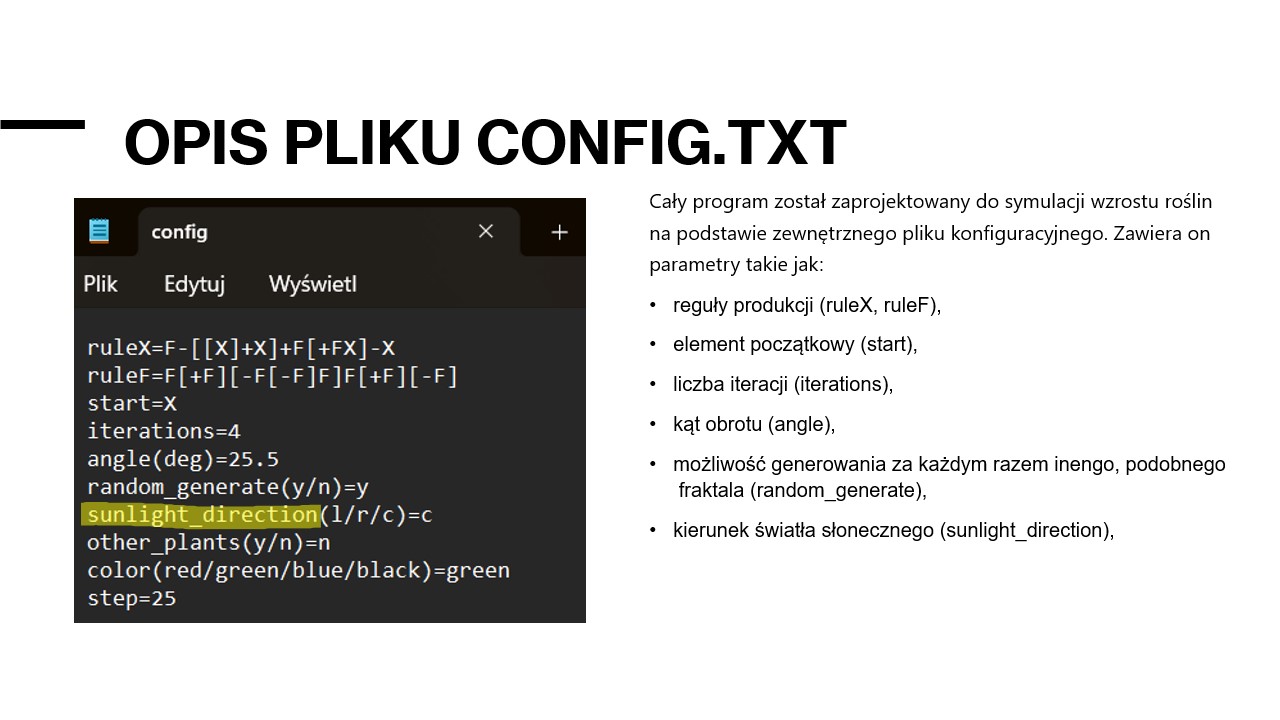 OPIS PLIKU CONFIG.TXT
config
Plik Edytuj Wyświetl
ruleX=F-[[X]+X]+F[+FX]-X
ruleF=F[+F][-F[-F]F]F[+F][-F]
start=X
iterations=4
angle(deg)=25.5
random_generate(y/n)=y
sunlight_direction(l/r/c)=c
other_plants(y/n)=n
color(red/green/blue/black)=green
step=25
Cały program został zaprojektowany do symulacji wzrostu roślin
na podstawie zewnętrznego pliku konfiguracyjnego. Zawiera on
parametry takie jak:
• reguły produkcji (ruleX, ruleF),
• element początkowy (start),
• liczba iteracji (iterations),
• kąt obrotu (angle),
• możliwość generowania za każdym razem inengo, podobnego
fraktala (random_generate),
• kierunek światła słonecznego (sunlight_direction),